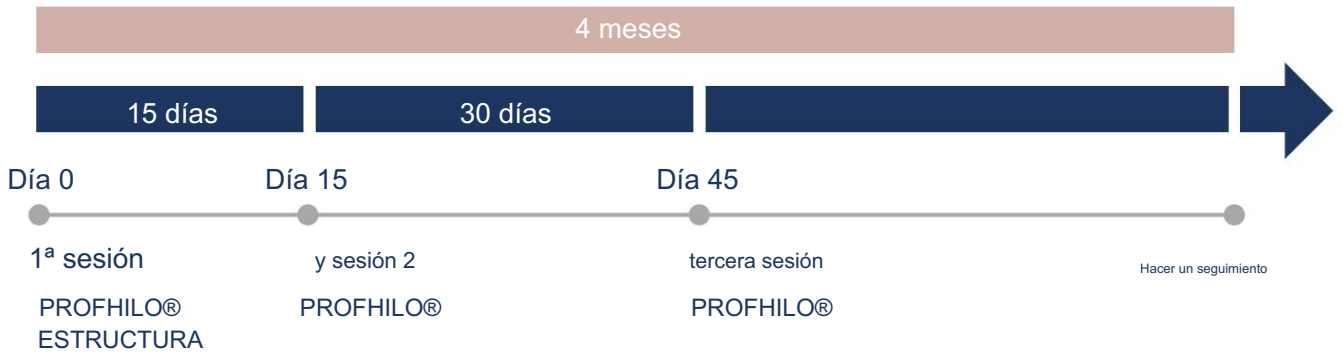 4 meses
15 días
30 días
Día 0
Día 15
Día 45
1ª sesión
y sesión 2
tercera sesión
Hacer un seguimiento
PROFHILO®
ESTRUCTURA
PROFHILO®
PROFHILO®